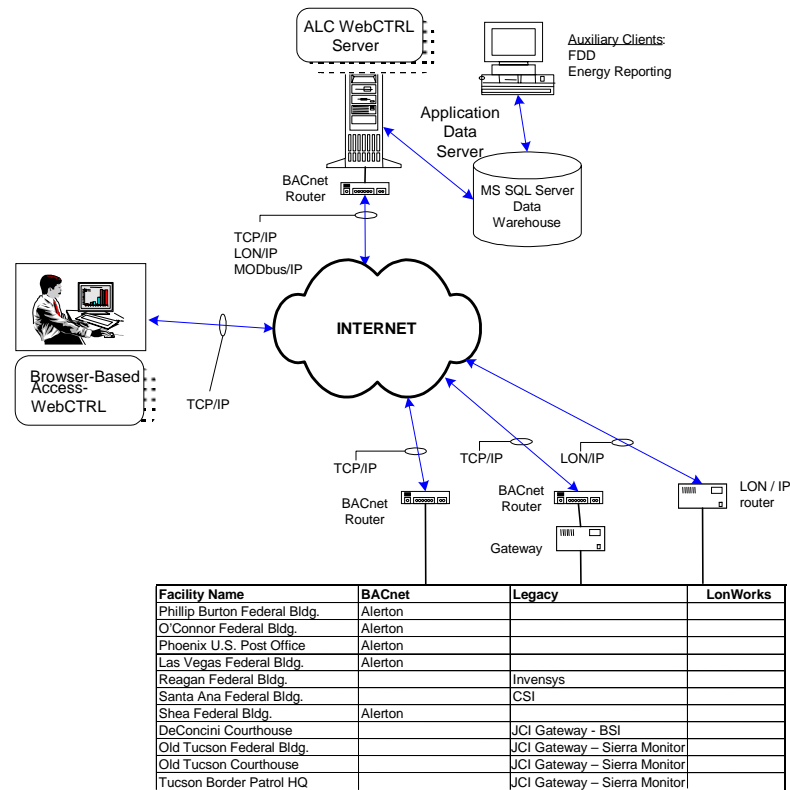 ALC WebCTRL
Server
Auxiliary Clients:
FDD
Energy Reporting
Application
Data
Server
BACnet
Router
MS SQL Server
Data
Warehouse
TCP/IP
LON/IP
MODbus/IP
INTERNET
Browser-Based
Access-
WebCTRL
TCP/IP
TCP/IP
TCP/IP
LON/IP
BACnet
Router
BACnet
Router
LON / IP
router
Gateway
Facility Name BACnet Legacy LonWorks
Phillip Burton Federal Bldg. Alerton
O'Connor Federal Bldg. Alerton
Phoenix U.S. Post Office Alerton
Las Vegas Federal Bldg. Alerton
Reagan Federal Bldg. Invensys
Santa Ana Federal Bldg. CSI
Shea Federal Bldg. Alerton
DeConcini Courthouse JCI Gateway - BSI
Old Tucson Federal Bldg. JCI Gateway – Sierra Monitor
Old Tucson Courthouse JCI Gateway – Sierra Monitor
Tucson Border Patrol HQ JCI Gateway – Sierra Monitor